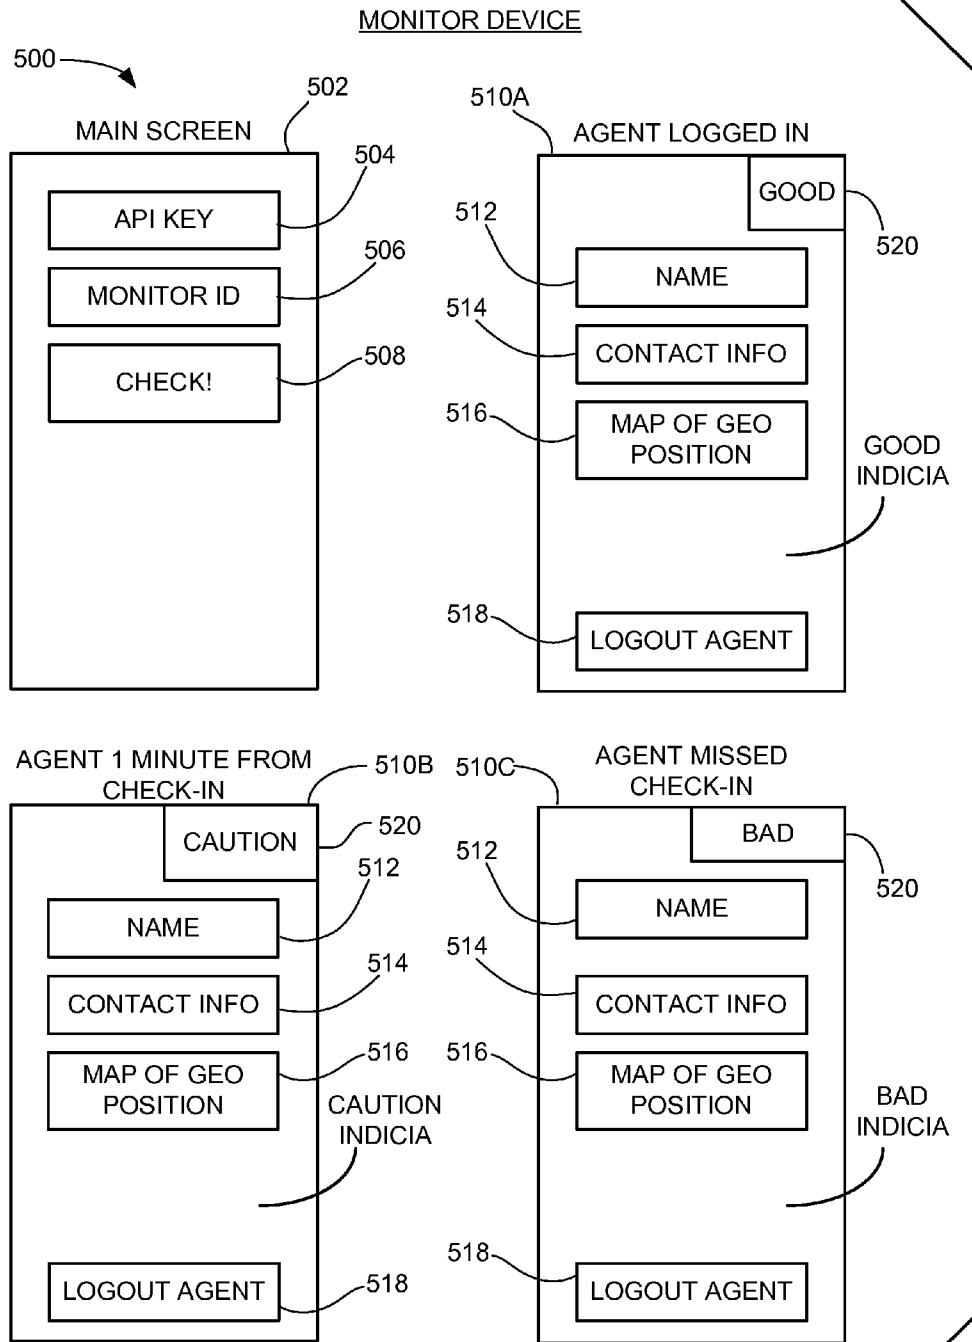 MONITOR DEVICE
500
502
MAIN SCREEN
504
API KEY
506
MONITOR ID
508
CHECK!
510A
AGENT LOGGED IN
GOOD
520
512
NAME
514
CONTACT INFO
516
MAP OF GEO
POSITION
GOOD
INDICIA
518
LOGOUT AGENT
AGENT 1 MINUTE FROM
CHECK-IN
510B
CAUTION
520
512
NAME
514
CONTACT INFO
516
MAP OF GEO
POSITION
CAUTION
INDICIA
LOGOUT AGENT
518
510C
AGENT MISSED
CHECK-IN
BAD
520
512
NAME
514
CONTACT INFO
516
MAP OF GEO
POSITION
BAD
INDICIA
518
LOGOUT AGENT